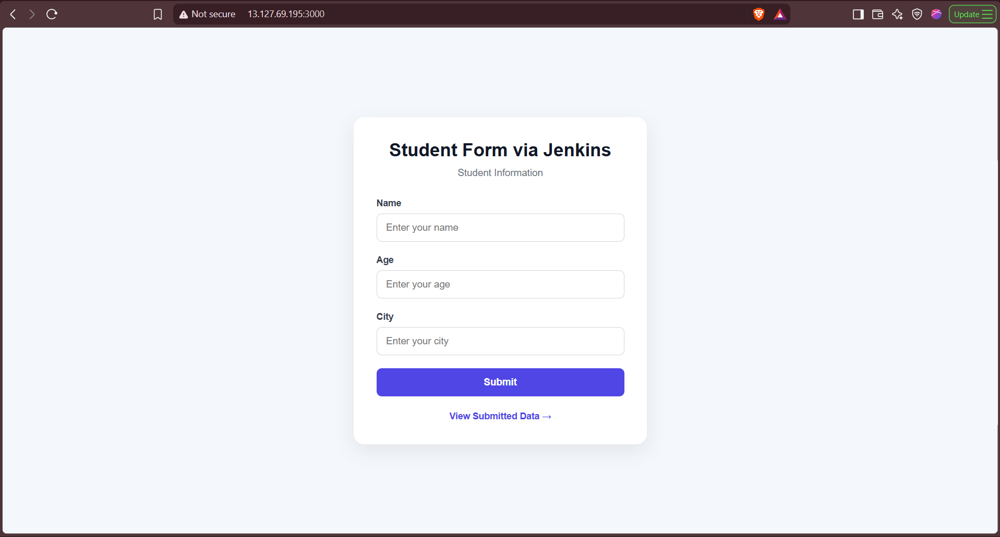 Not secure 13.127.69.195:3000
Update
Student Form via Jenkins
Student Information
Name
Enter your name
Age
Enter your age
City
Enter your city
Submit
View Submitted Data →